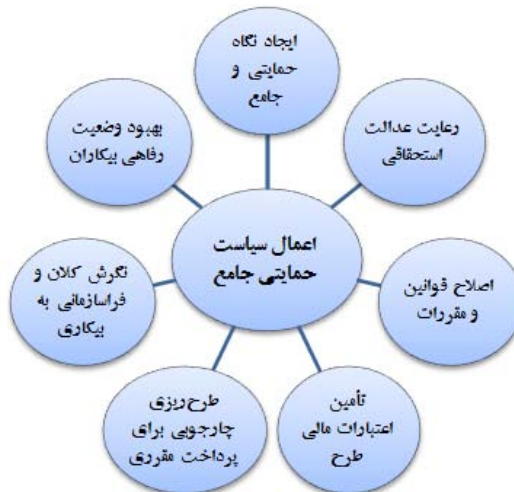 ایجاد نگاه
حمایتی و
جامع
رعایت عدالت
استحقاقی
اصلاح قوانین
و مقررات
تأمین
اعتبارات مالی
طرح
طرح‌ریزی
چارچوبی برای
پرداخت مقرری
نگرش کلان و
فراسازمانی به
بیکاری
بهبود وضعیت
رفاهی بیکاران
اعمال سیاست
حمایتی جامع